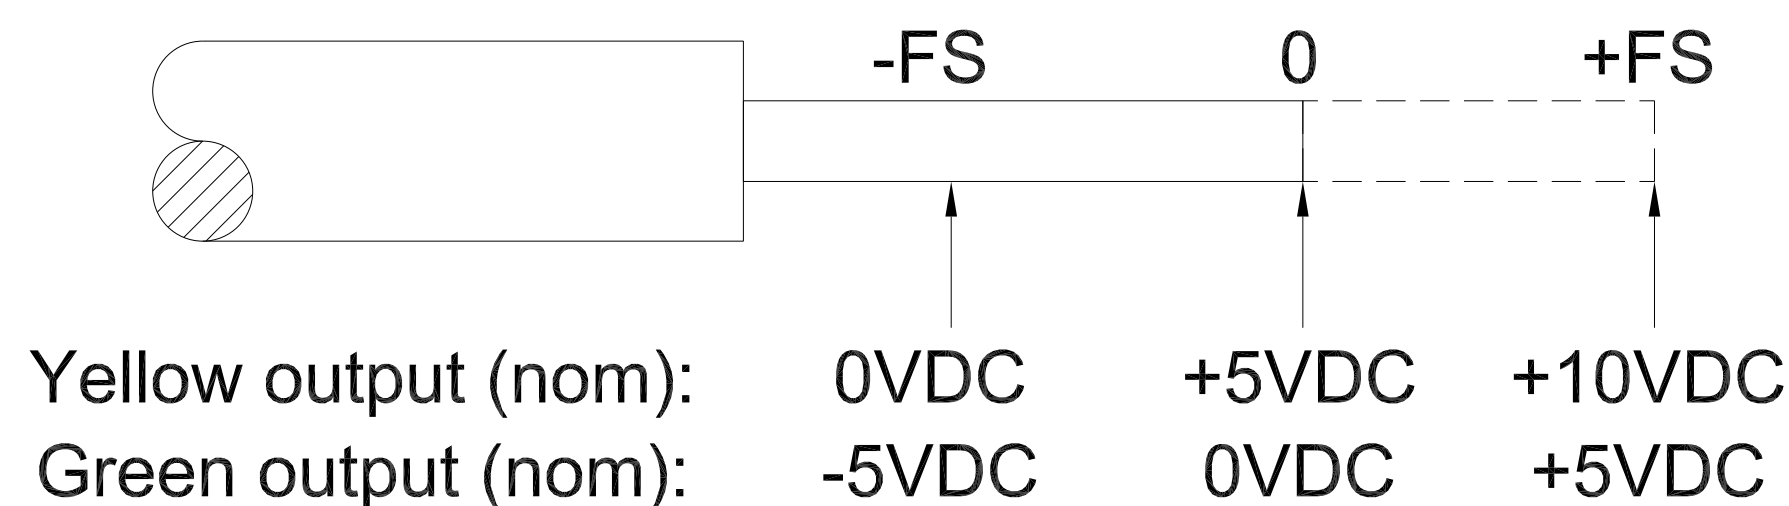 -FS 0 +FS
Yellow output (nom): 0VDC +5VDC +10VDC
Green output (nom): -5VDC 0VDC +5VDC